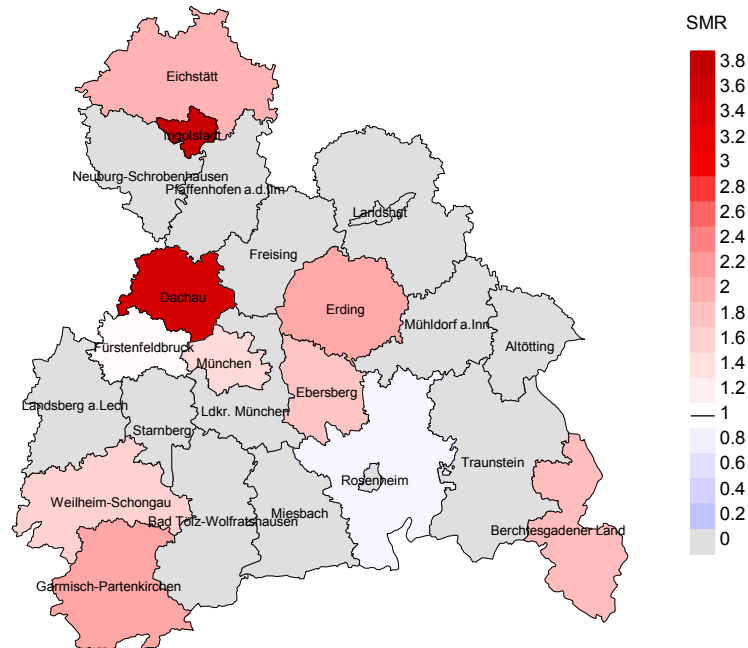 SMR
Eichstätt
Ingolstadt
Neuburg-Schrobenhausen
Pfaffenhofen a.d.Ilm
Landshut
Freising
Dachau
Erding
Mühldorf a.Inn
Altötting
Fürstenfeldbruck
München
Ebersberg
Landsberg a.Lech
Ldkr. München
Starnberg
Traunstein
Rosenheim
Weilheim-Schongau
Miesbach
Bad Tölz-Wolfratshausen
Berchtesgadener Land
Garmisch-Partenkirchen
3.8
3.6
3.4
3.2
3
2.8
2.6
2.4
2.2
2
1.8
1.6
1.4
1.2
1
0.8
0.6
0.4
0.2
0